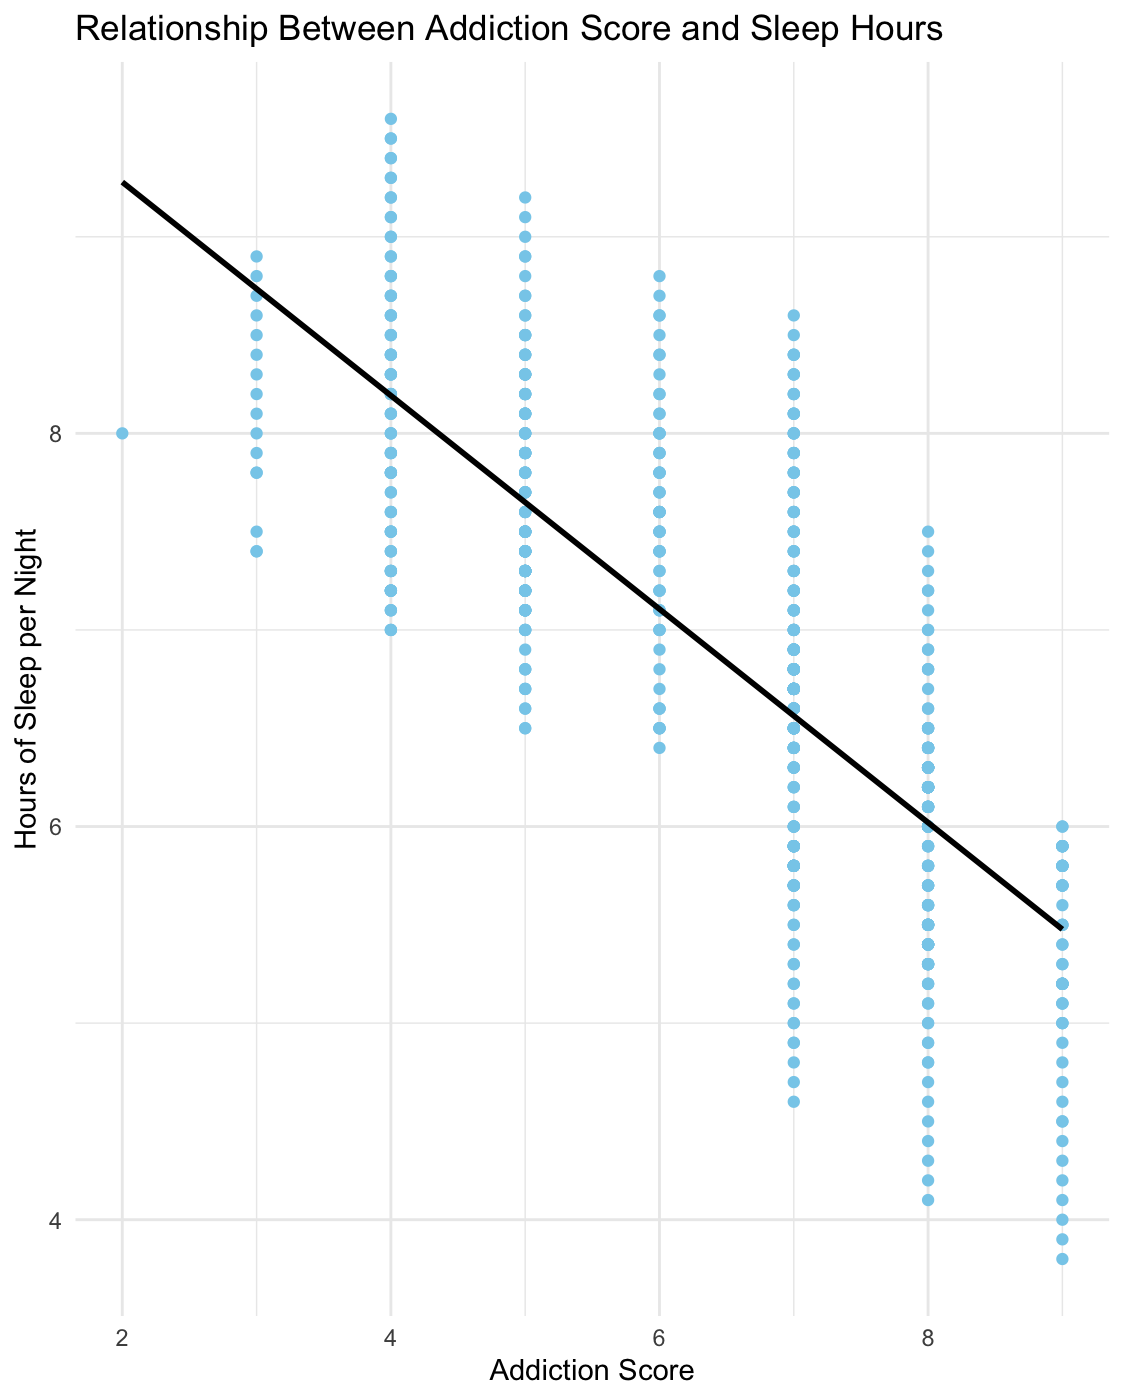 Relationship Between Addiction Score and Sleep Hours
8
6
4
Hours of Sleep per Night
2
4
6
8
Addiction Score